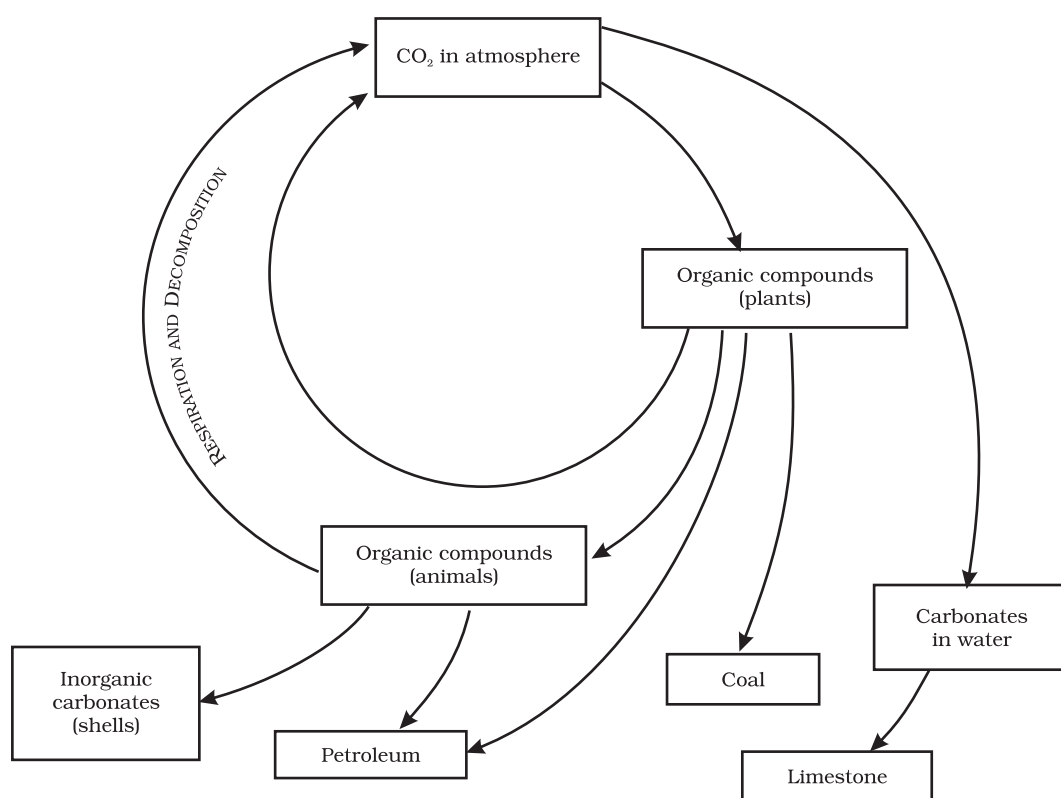 CO₂ in atmosphere
RESPIRATION AND DECOMPOSITION
Organic compounds
(plants)
Organic compounds
(animals)
Carbonates
in water
Inorganic
carbonates
(shells)
Coal
Petroleum
Limestone